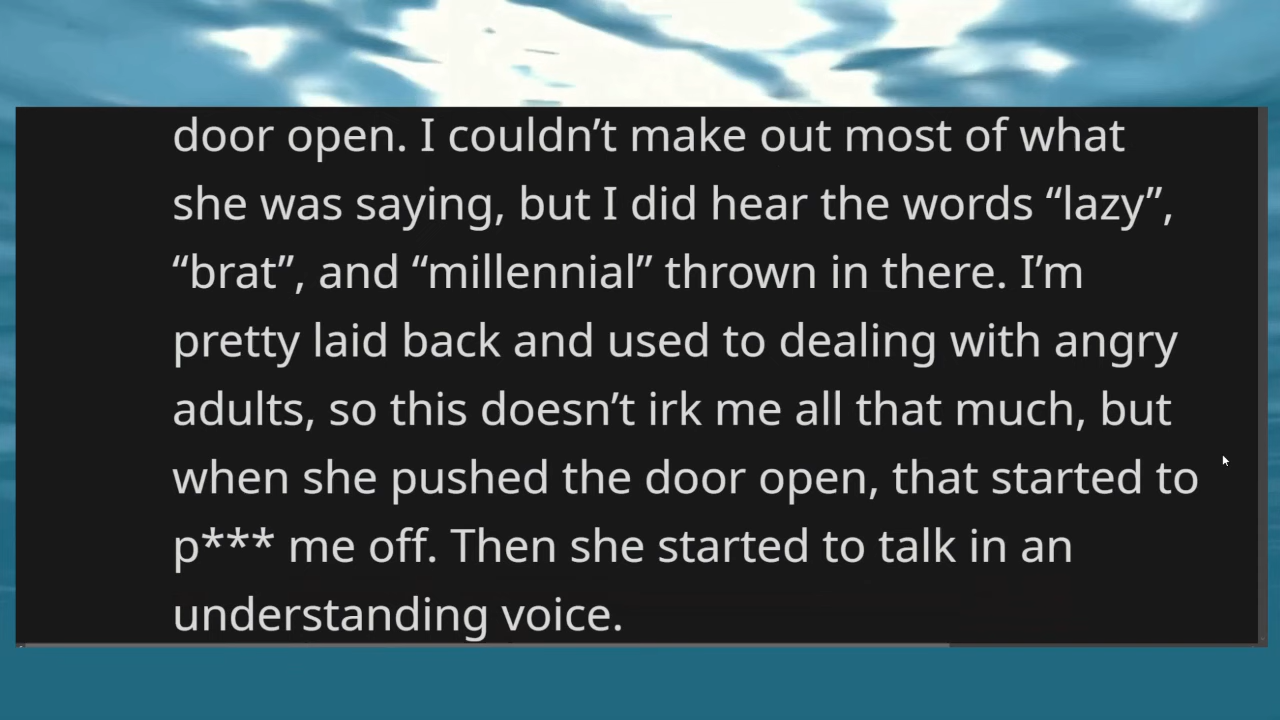 door open. I couldn’t make out most of what
she was saying, but I did hear the words “lazy”,
“brat”, and “millennial” thrown in there. I’m
pretty laid back and used to dealing with angry
adults, so this doesn’t irk me all that much, but
when she pushed the door open, that started to
p*** me off. Then she started to talk in an
understanding voice.